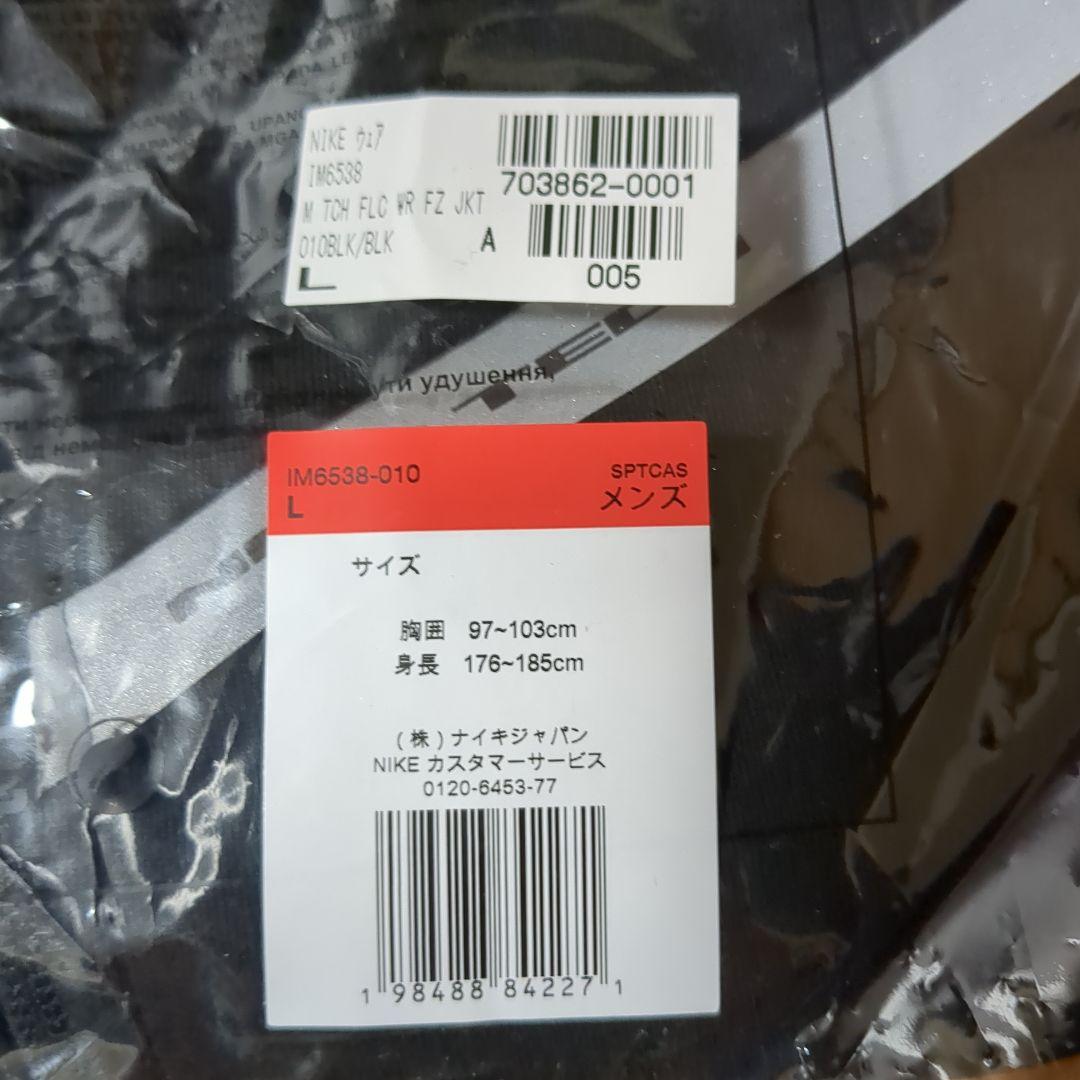 NIKE ウェア
IM6538
M TCH FLC WR FZ JKT
010BLK/BLK A
L
703862-0001
005
удушення,
IM6538-010
L
SPTCAS
メンズ
サイズ
胸囲 97~103cm
身長 176~185cm
(株)ナイキジャパン
NIKE カスタマーサービス
0120-6453-77
1 98488 84227 1